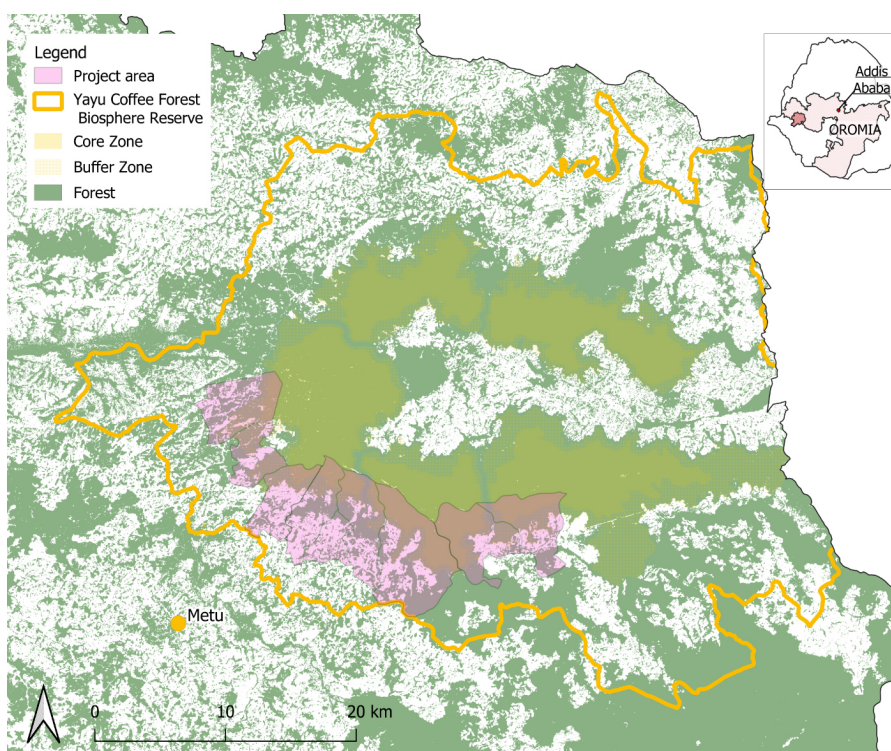 Legend
Project area
Yayu Coffee Forest
Biosphere Reserve
Core Zone
Buffer Zone
Forest
Addis
Ababa
OROMIA
Metu
0
10
20 km